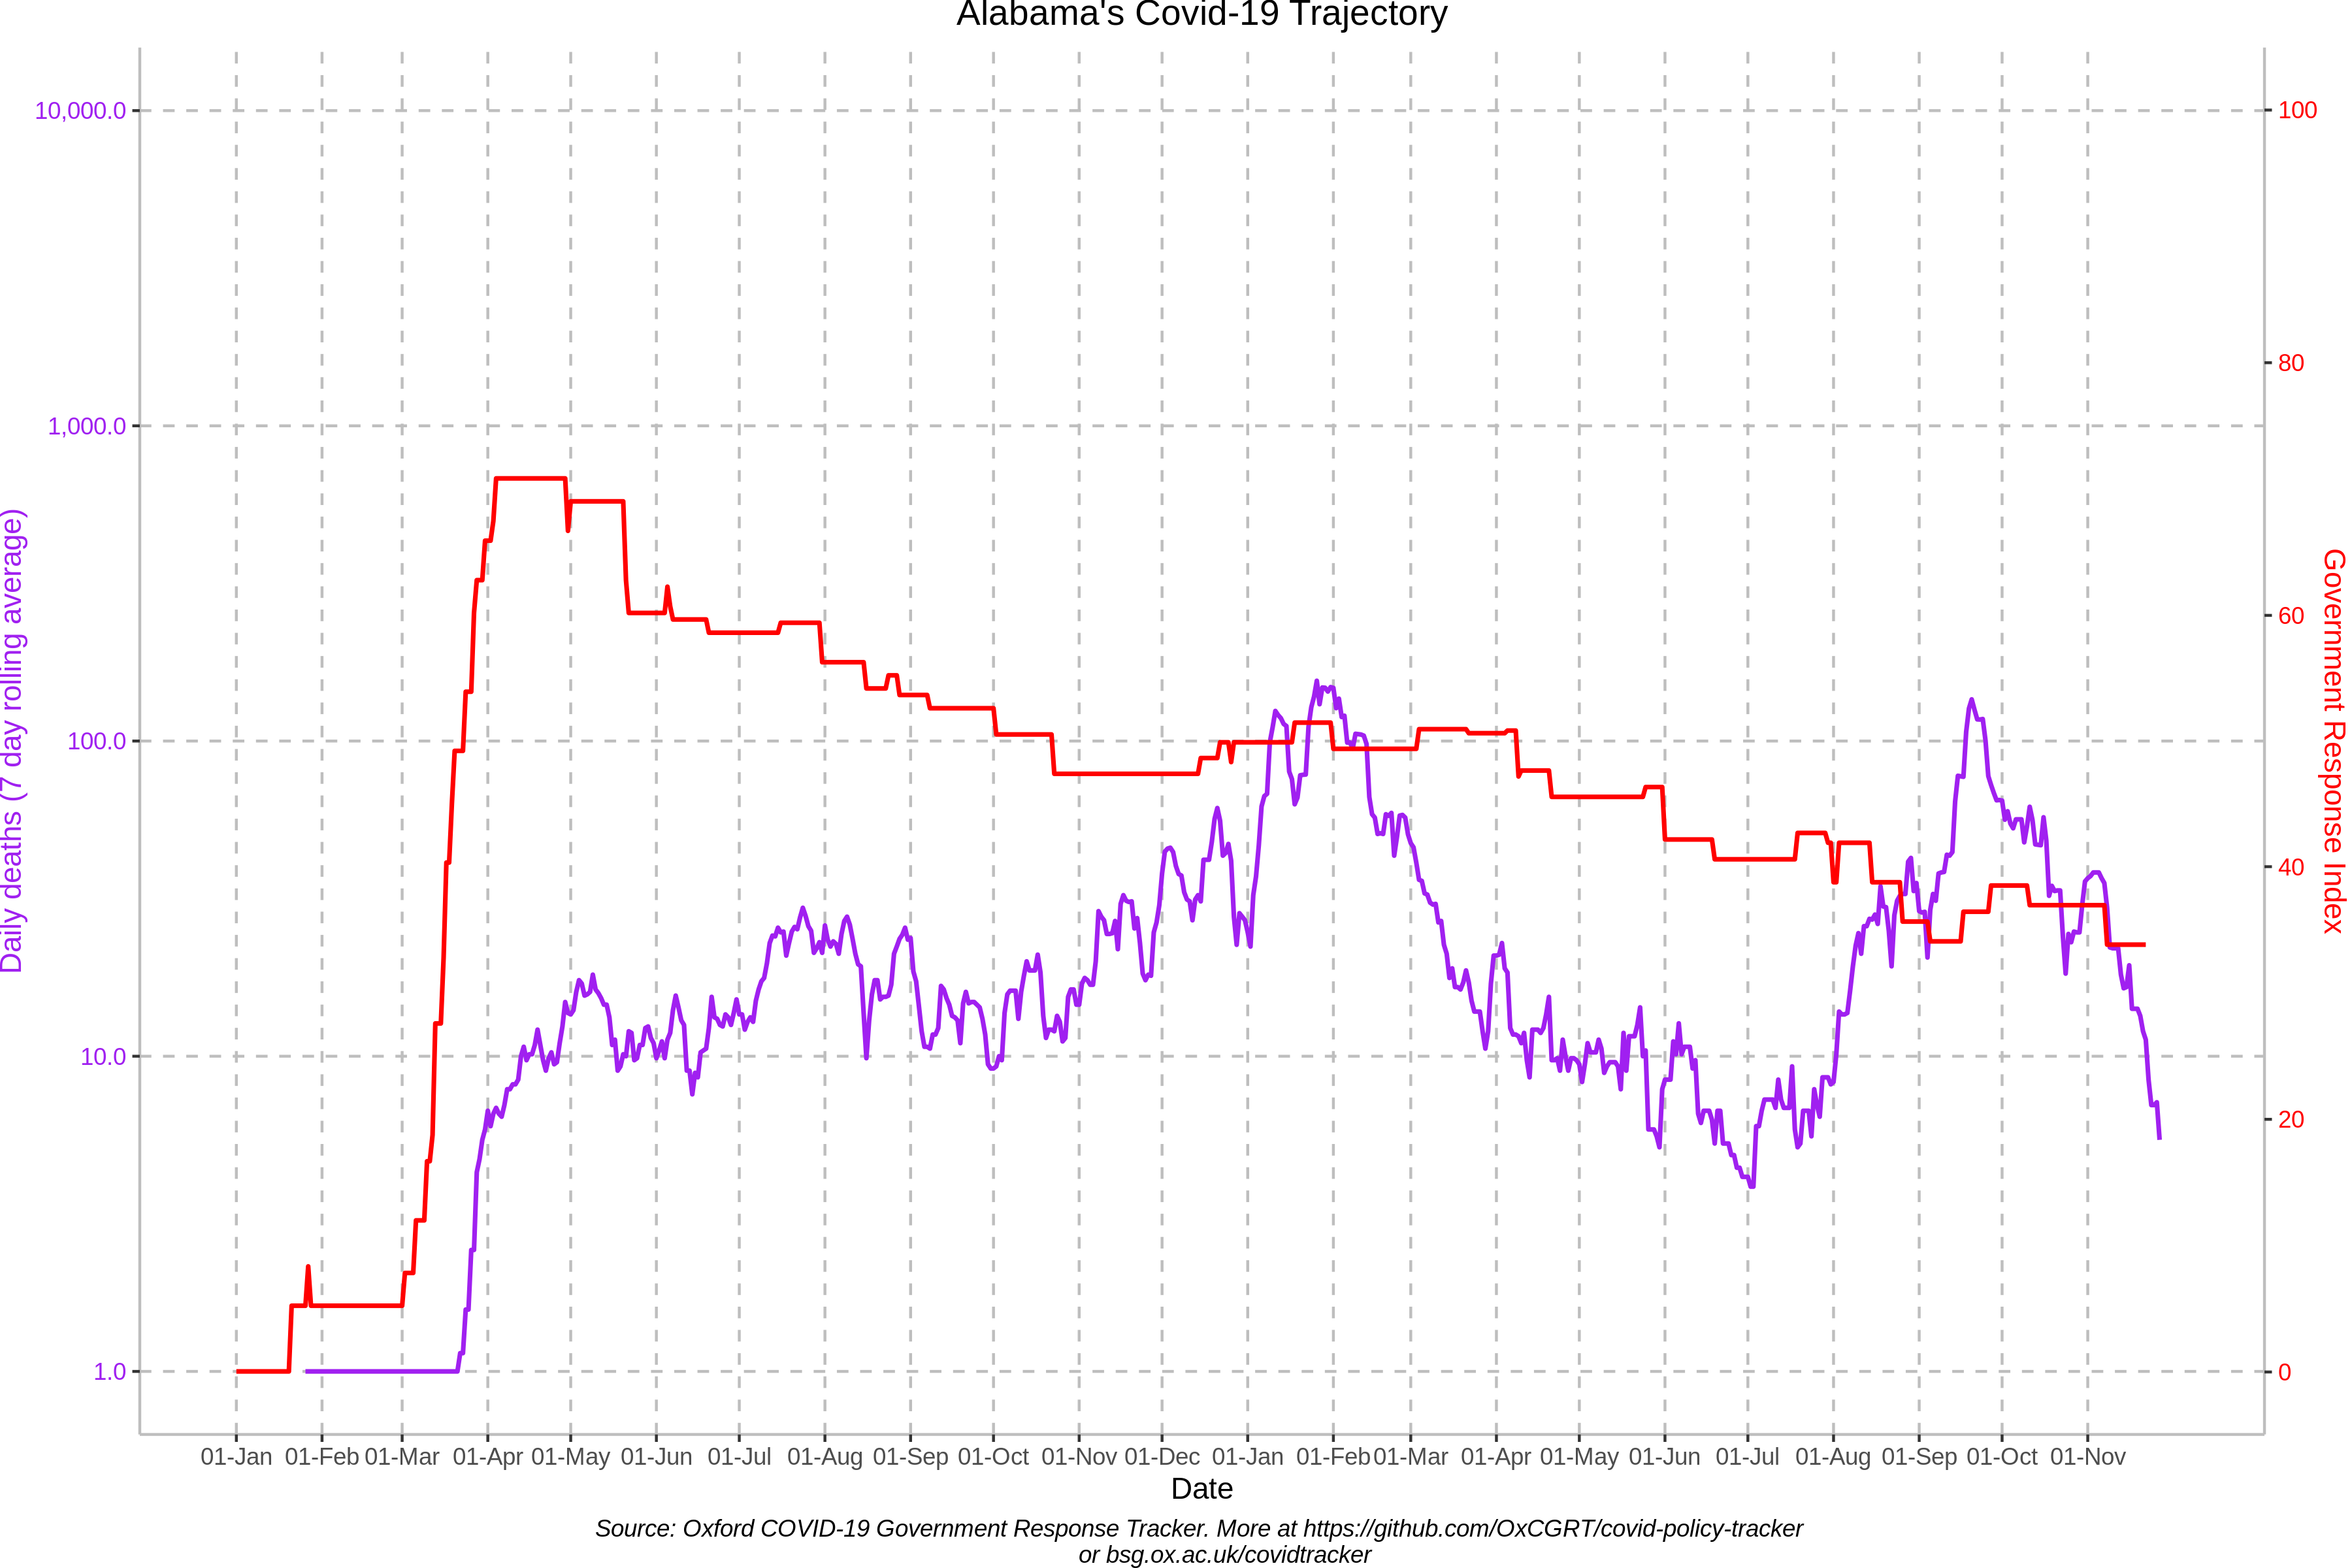 Alabama's Covid-19 Trajectory
10,000.0
1,000.0
100.0
10.0
1.0
Daily deaths (7 day rolling average)
100
80
60
40
20
0
Government Response Index
01-Jan 01-Feb 01-Mar 01-Apr 01-May 01-Jun 01-Jul 01-Aug 01-Sep 01-Oct 01-Nov 01-Dec 01-Jan 01-Feb 01-Mar 01-Apr 01-May 01-Jun 01-Jul 01-Aug 01-Sep 01-Oct 01-Nov
Date
Source: Oxford COVID-19 Government Response Tracker. More at https://github.com/OxCGRT/covid-policy-tracker
or bsg.ox.ac.uk/covidtracker